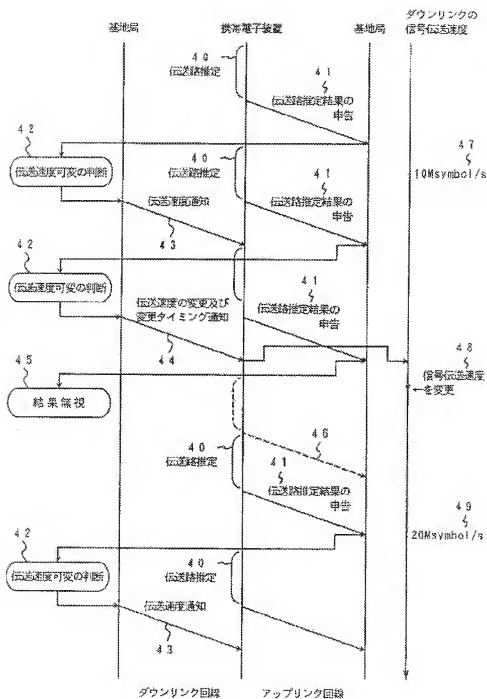 ダウンリンクの
信号伝送速度
基地局
携帯電子装置
基地局
40
伝送路推定
41
伝送路推定結果の
申告
42
伝送速度可変の判断
40
伝送路推定
47
10Msymbol/s
伝送速度通知
41
伝送路推定結果の
申告
43
42
伝送速度可変の判断
伝送速度の変更及び
変更タイミング通知
41
伝送路推定結果の
申告
44
48
信号伝送速度
←を変更
45
結果無視
46
40
伝送路推定
41
伝送路推定結果の
申告
49
20Msymbol/s
42
伝送速度可変の判断
40
伝送路推定
伝送速度通知
43
ダウンリンク回線
アップリンク回線